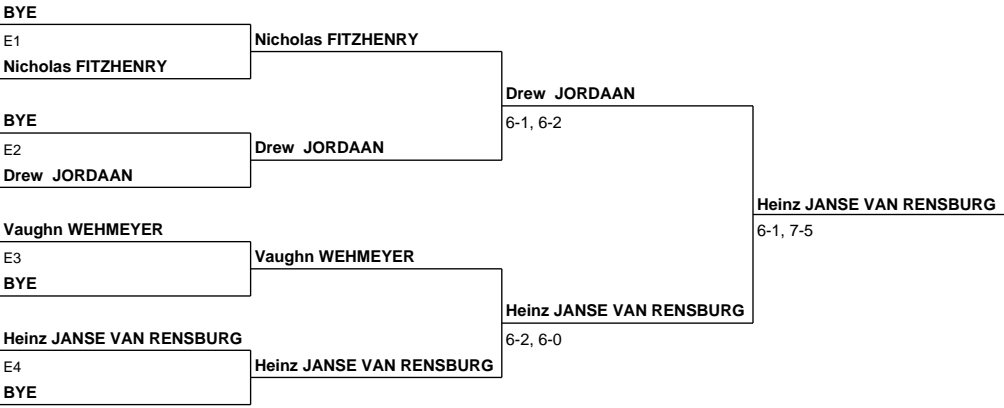 BYE
E1
Nicholas FITZHENRY
BYE
E2
Drew JORDAAN
Vaughn WEHMEYER
E3
BYE
Heinz JANSE VAN RENSBURG
E4
BYE
Nicholas FITZHENRY
Drew JORDAAN
Vaughn WEHMEYER
Heinz JANSE VAN RENSBURG
Drew JORDAAN
6-1, 6-2
Heinz JANSE VAN RENSBURG
6-2, 6-0
Heinz JANSE VAN RENSBURG
6-1, 7-5